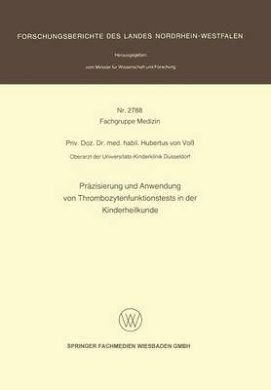 FORSCHUNGSBERICHTE DES LANDES NORDRHEIN-WESTFALEN
Herausgegeben
vom Minister für Wissenschaft und Forschung
Nr. 2788
Fachgruppe Medizin
Priv. Doz. Dr. med. habil. Hubertus von Voß
Oberarzt der Universitäts-Kinderklinik Düsseldorf
Präzisierung und Anwendung
von Thrombozytenfunktionstests in der
Kinderheilkunde
SPRINGER FACHMEDIEN WIESBADEN GMBH